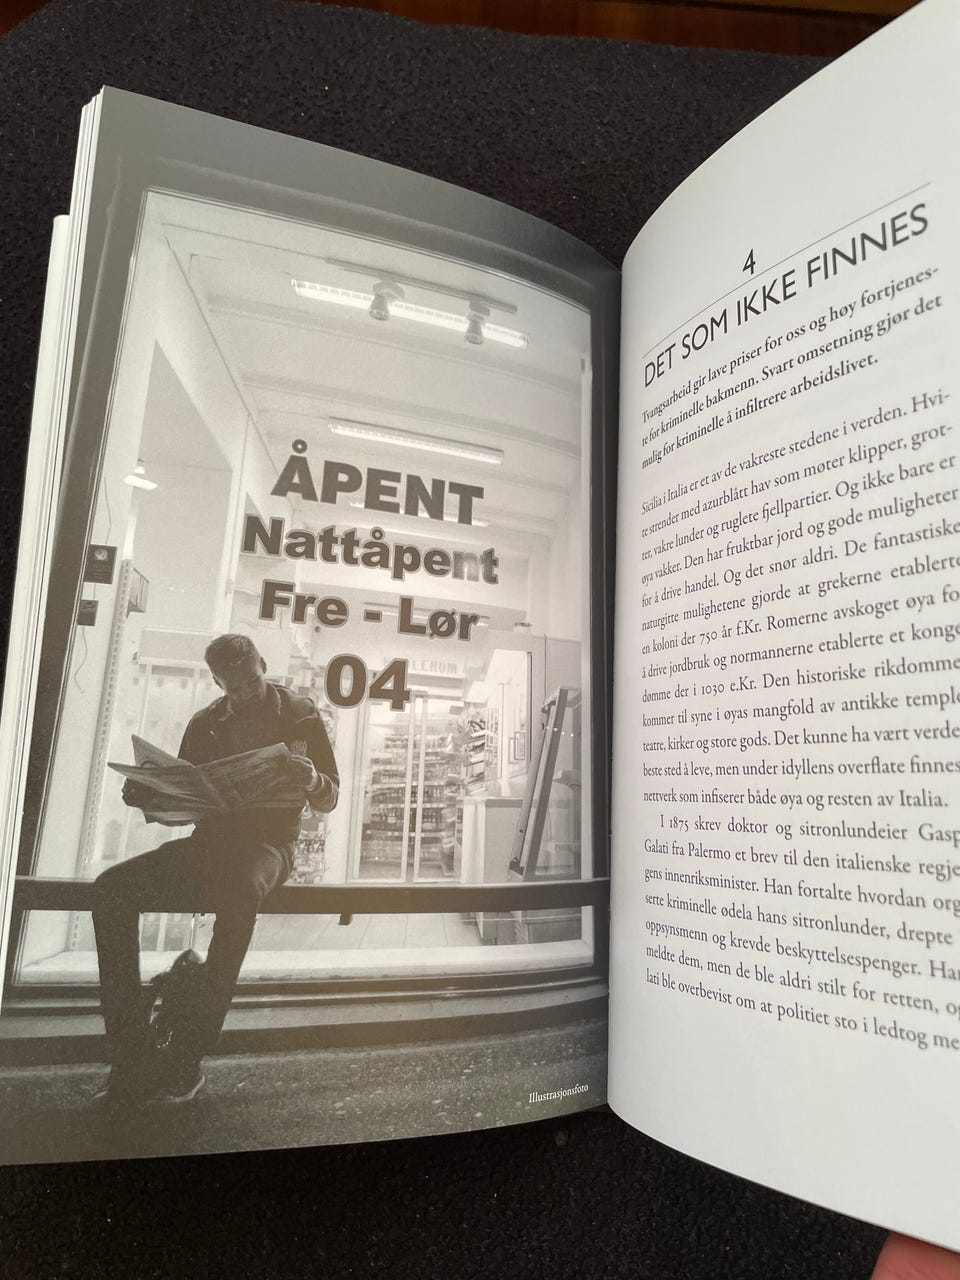 ÅPENT
Nattåpent
Fre - Lør
04
Illustrasjonsfoto
4
DET SOM IKKE FINNES
Tvangsarbeid gir lave priser for oss og høy fortjenes-
te for kriminelle bakmenn. Svart omsetning gjør det
mulig for kriminelle å infiltrere arbeidslivet.
Sicilia i Italia er et av de vakreste stedene i verden. Hvi-
te strender med azurblått hav som møter klipper, grot-
ter, vakre lunder og ruglete fjellpartier. Og ikke bare er
øya vakker. Den har fruktbar jord og gode muligheter
for å drive handel. Og det snør aldri. De fantastiske
naturgitte mulighetene gjorde at grekerne etablerte
en koloni der 750 år f.Kr. Romerne avskoget øya fo
å drive jordbruk og normannerne etablerte et konge
dømme der i 1030 e.Kr. Den historiske rikdomme
kommer til syne i øyas mangfold av antikke temple
teatre, kirker og store gods. Det kunne ha vært verde
beste sted å leve, men under idyllens overflate finnes
nettverk som infiserer både øya og resten av Italia.
I 1875 skrev doktor og sitronlundeier Gasp
Galati fra Palermo et brev til den italienske regje
gens innenriksminister. Han fortalte hvordan org
serte kriminelle ødela hans sitronlunder, drepte
oppsynsmenn og krevde beskyttelsespenger. Han
meldte dem, men de ble aldri stilt for retten, og
lati ble overbevist om at politiet sto i ledtog me